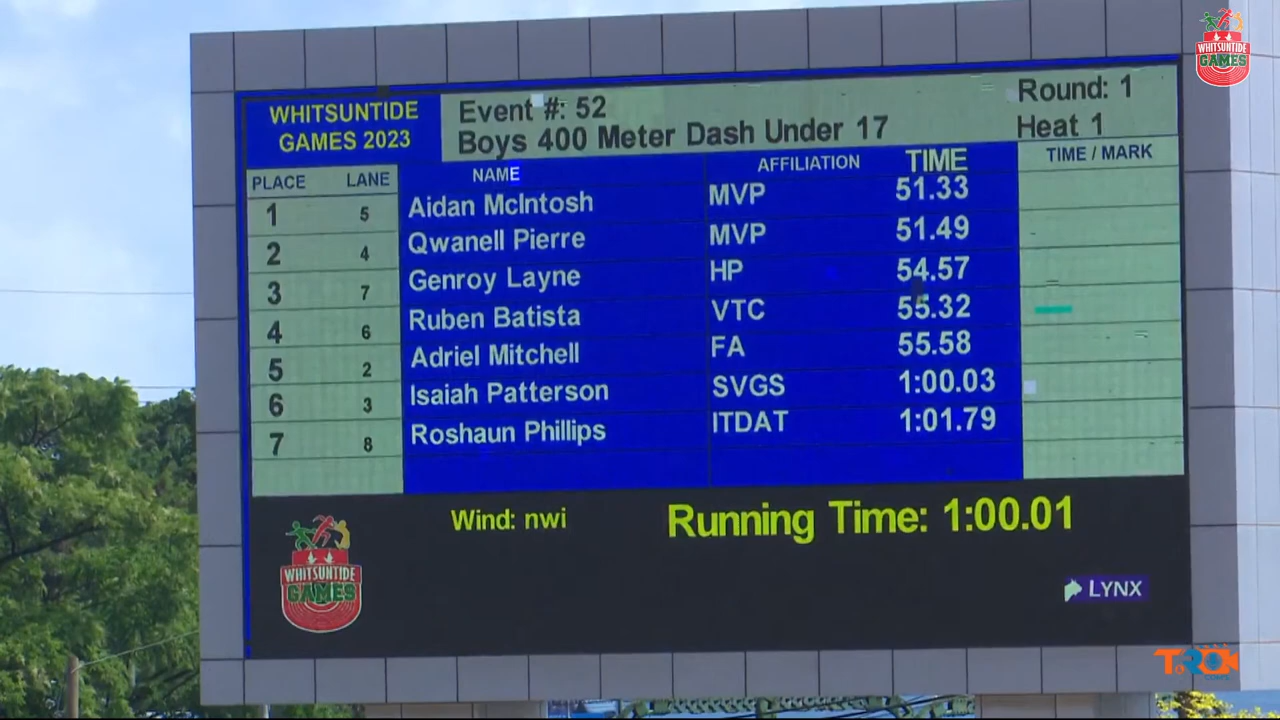 WHITSUNTIDE
GAMES 2023
Event #: 52
Boys 400 Meter Dash Under 17
Round: 1
Heat 1
PLACE LANE NAME AFFILIATION TIME TIME / MARK
1 5 Aidan McIntosh MVP 51.33
2 4 Qwanell Pierre MVP 51.49
3 7 Genroy Layne HP 54.57
4 6 Ruben Batista VTC 55.32
5 2 Adriel Mitchell FA 55.58
6 3 Isaiah Patterson SVGS 1:00.03
7 8 Roshaun Phillips ITDAT 1:01.79
Wind: nwi
Running Time: 1:00.01
WHITSUNTIDE
GAMES
LYNX
WHITSUNTIDE
GAMES